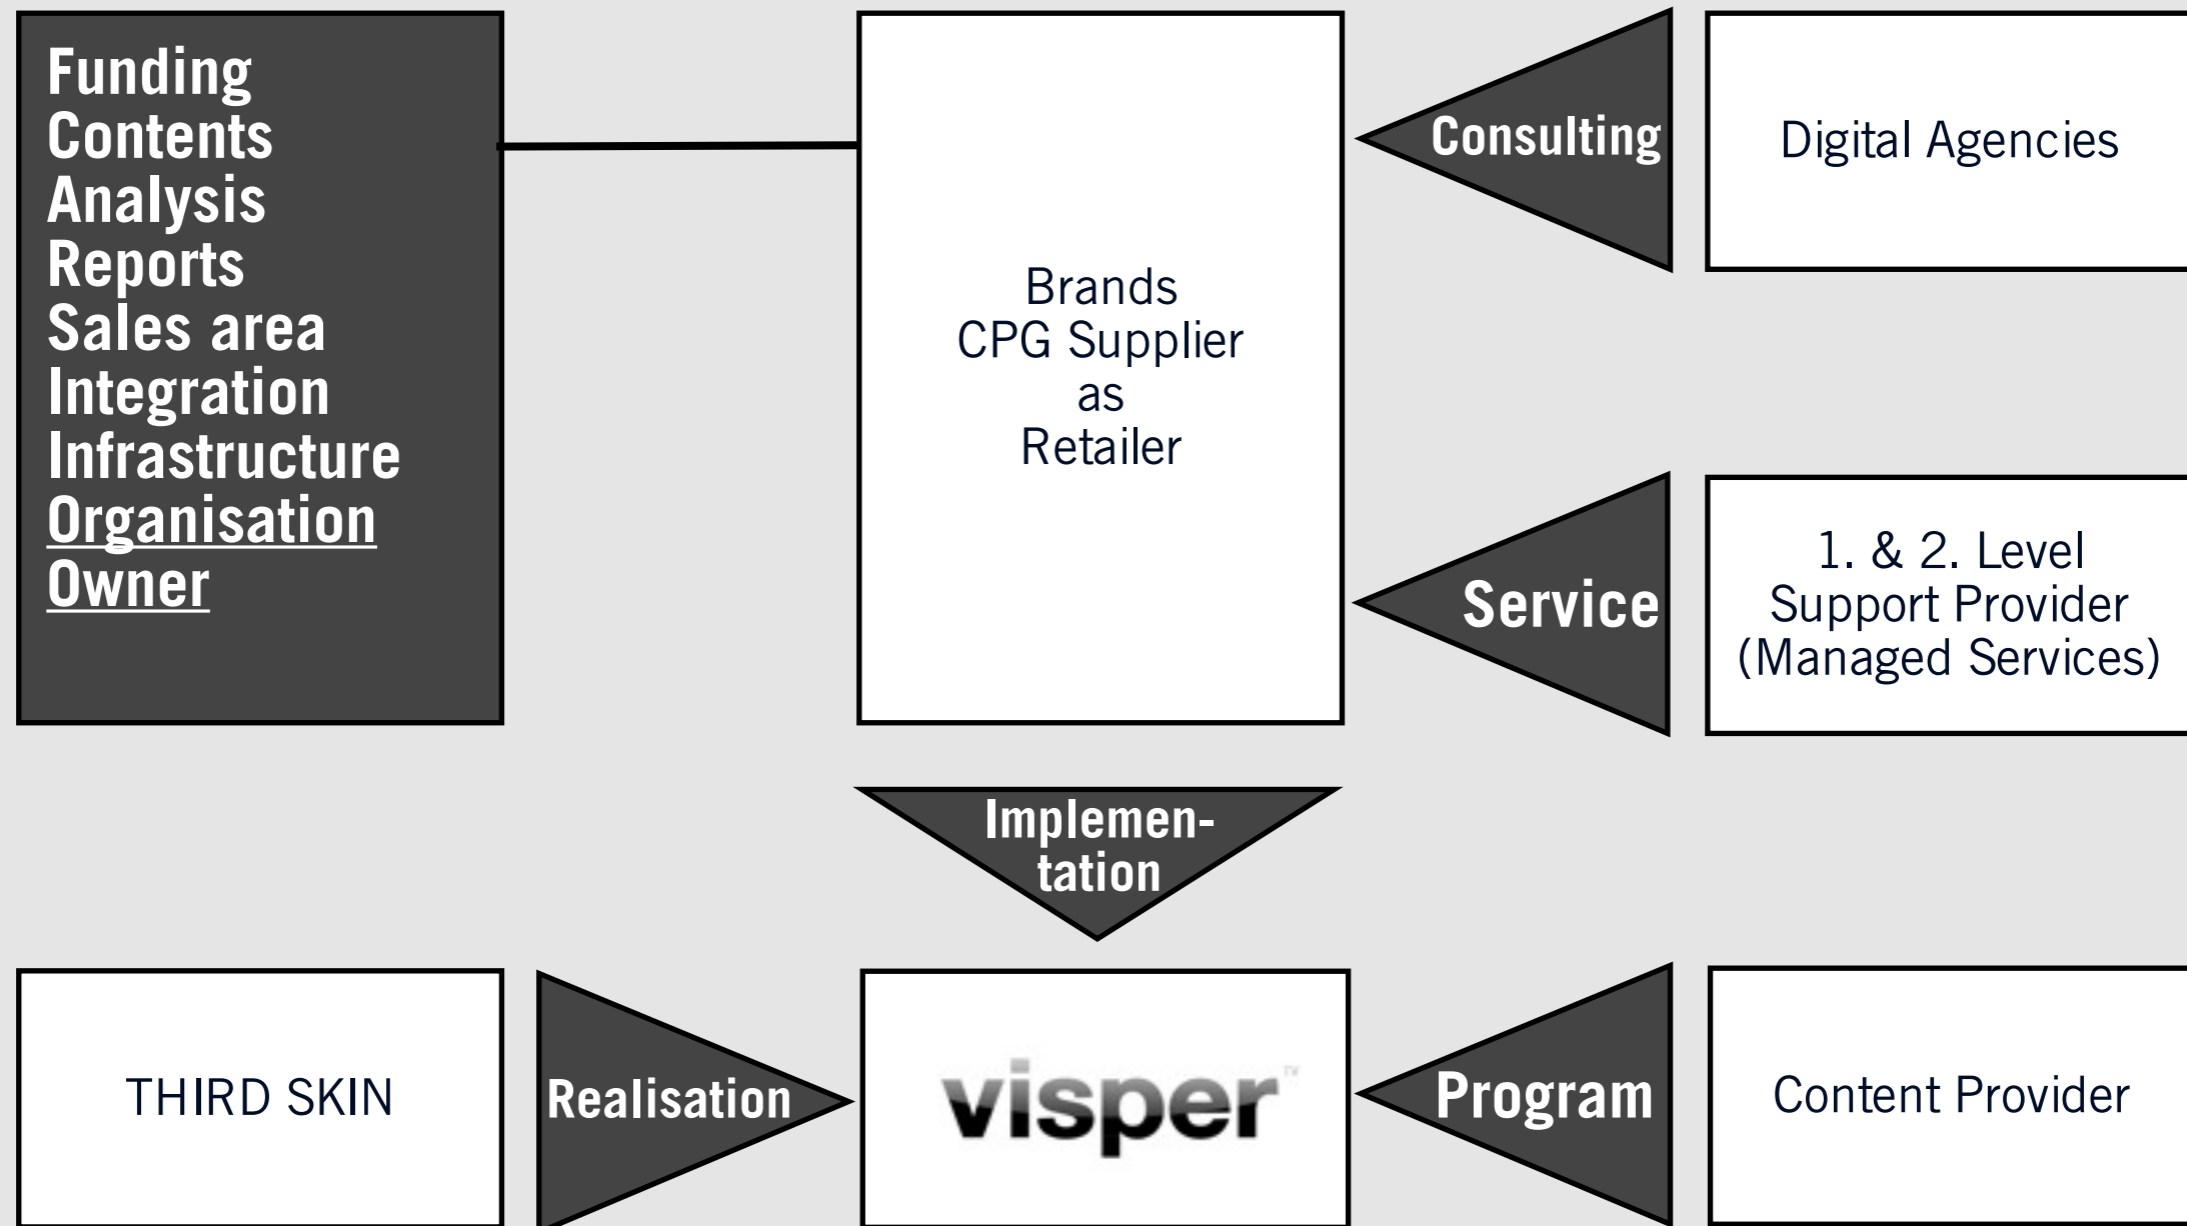 Funding
Contents
Analysis
Reports
Sales area
Integration
Infrastructure
Organisation
Owner
Brands
CPG Supplier
as
Retailer
Consulting
Digital Agencies
Service
1. & 2. Level
Support Provider
(Managed Services)
Implemen-
tation
THIRD SKIN
Realisation
visper™
Program
Content Provider